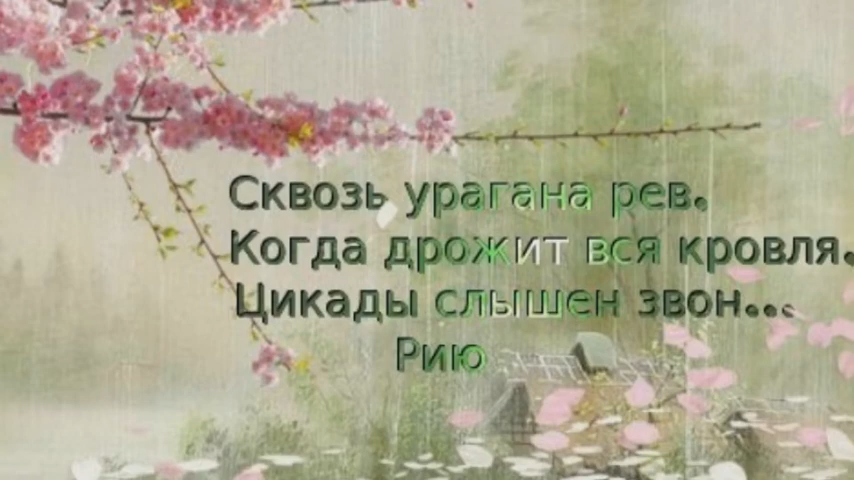 Сквозь урагана рев.
Когда дрожит вся кровля.
Цикады слышен звон...
Рию